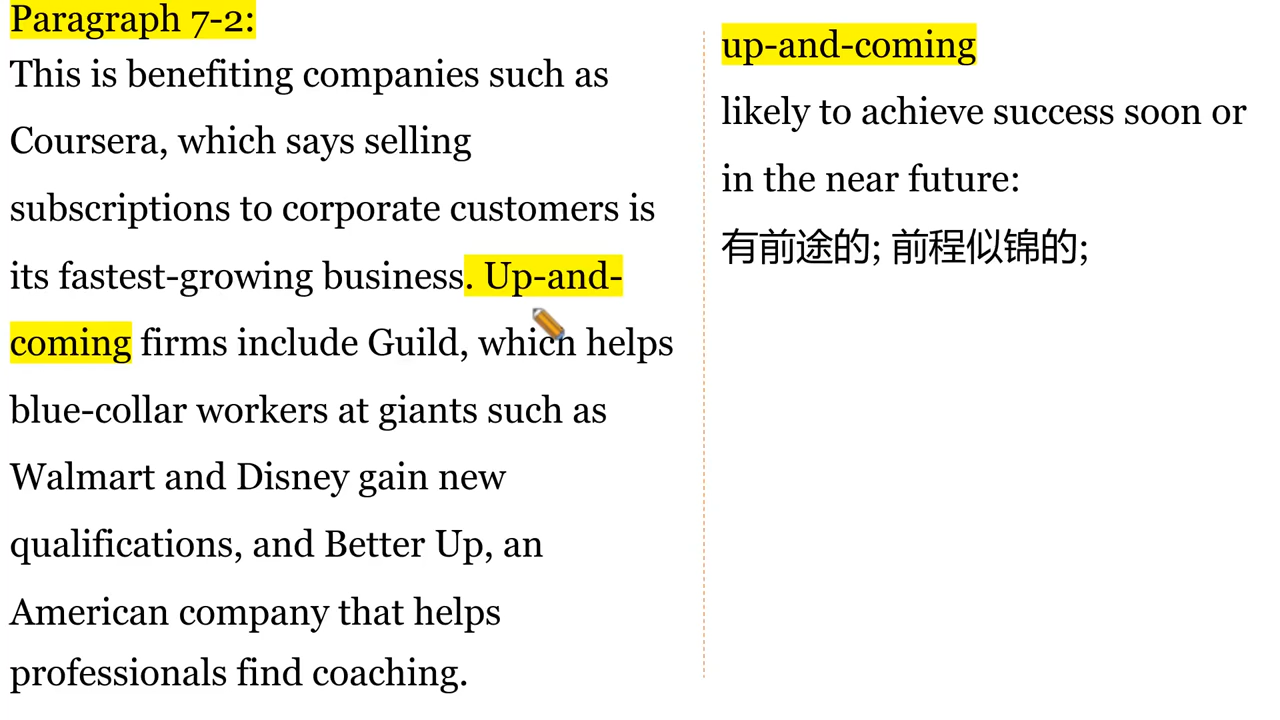 Paragraph 7-2:
This is benefiting companies such as
Coursera, which says selling
subscriptions to corporate customers is
its fastest-growing business. Up-and-
coming firms include Guild, which helps
blue-collar workers at giants such as
Walmart and Disney gain new
qualifications, and Better Up, an
American company that helps
professionals find coaching.
up-and-coming
likely to achieve success soon or
in the near future:
有前途的; 前程似锦的;